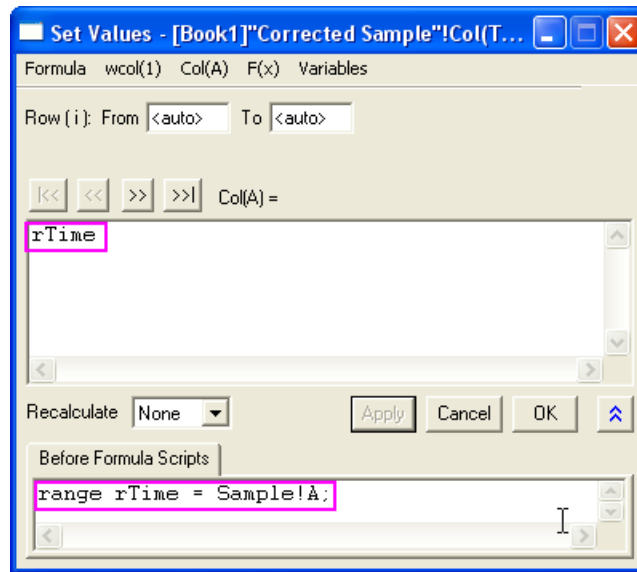 Set Values - [Book1]"Corrected Sample"!Col(T...
Formula wcol(1) Col(A) F(x) Variables
Row (i): From <auto> To <auto>
|<< << >> >>| Col(A) =
rTime
Recalculate None Apply Cancel OK
Before Formula Scripts
range rTime = Sample!A;